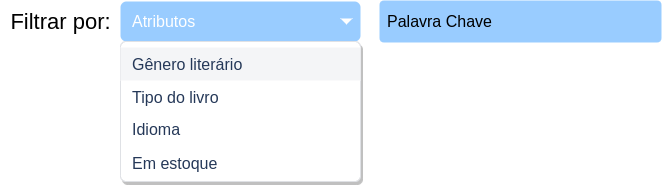 Filtrar por: Atributos Palavra Chave
Gênero literário
Tipo do livro
Idioma
Em estoque